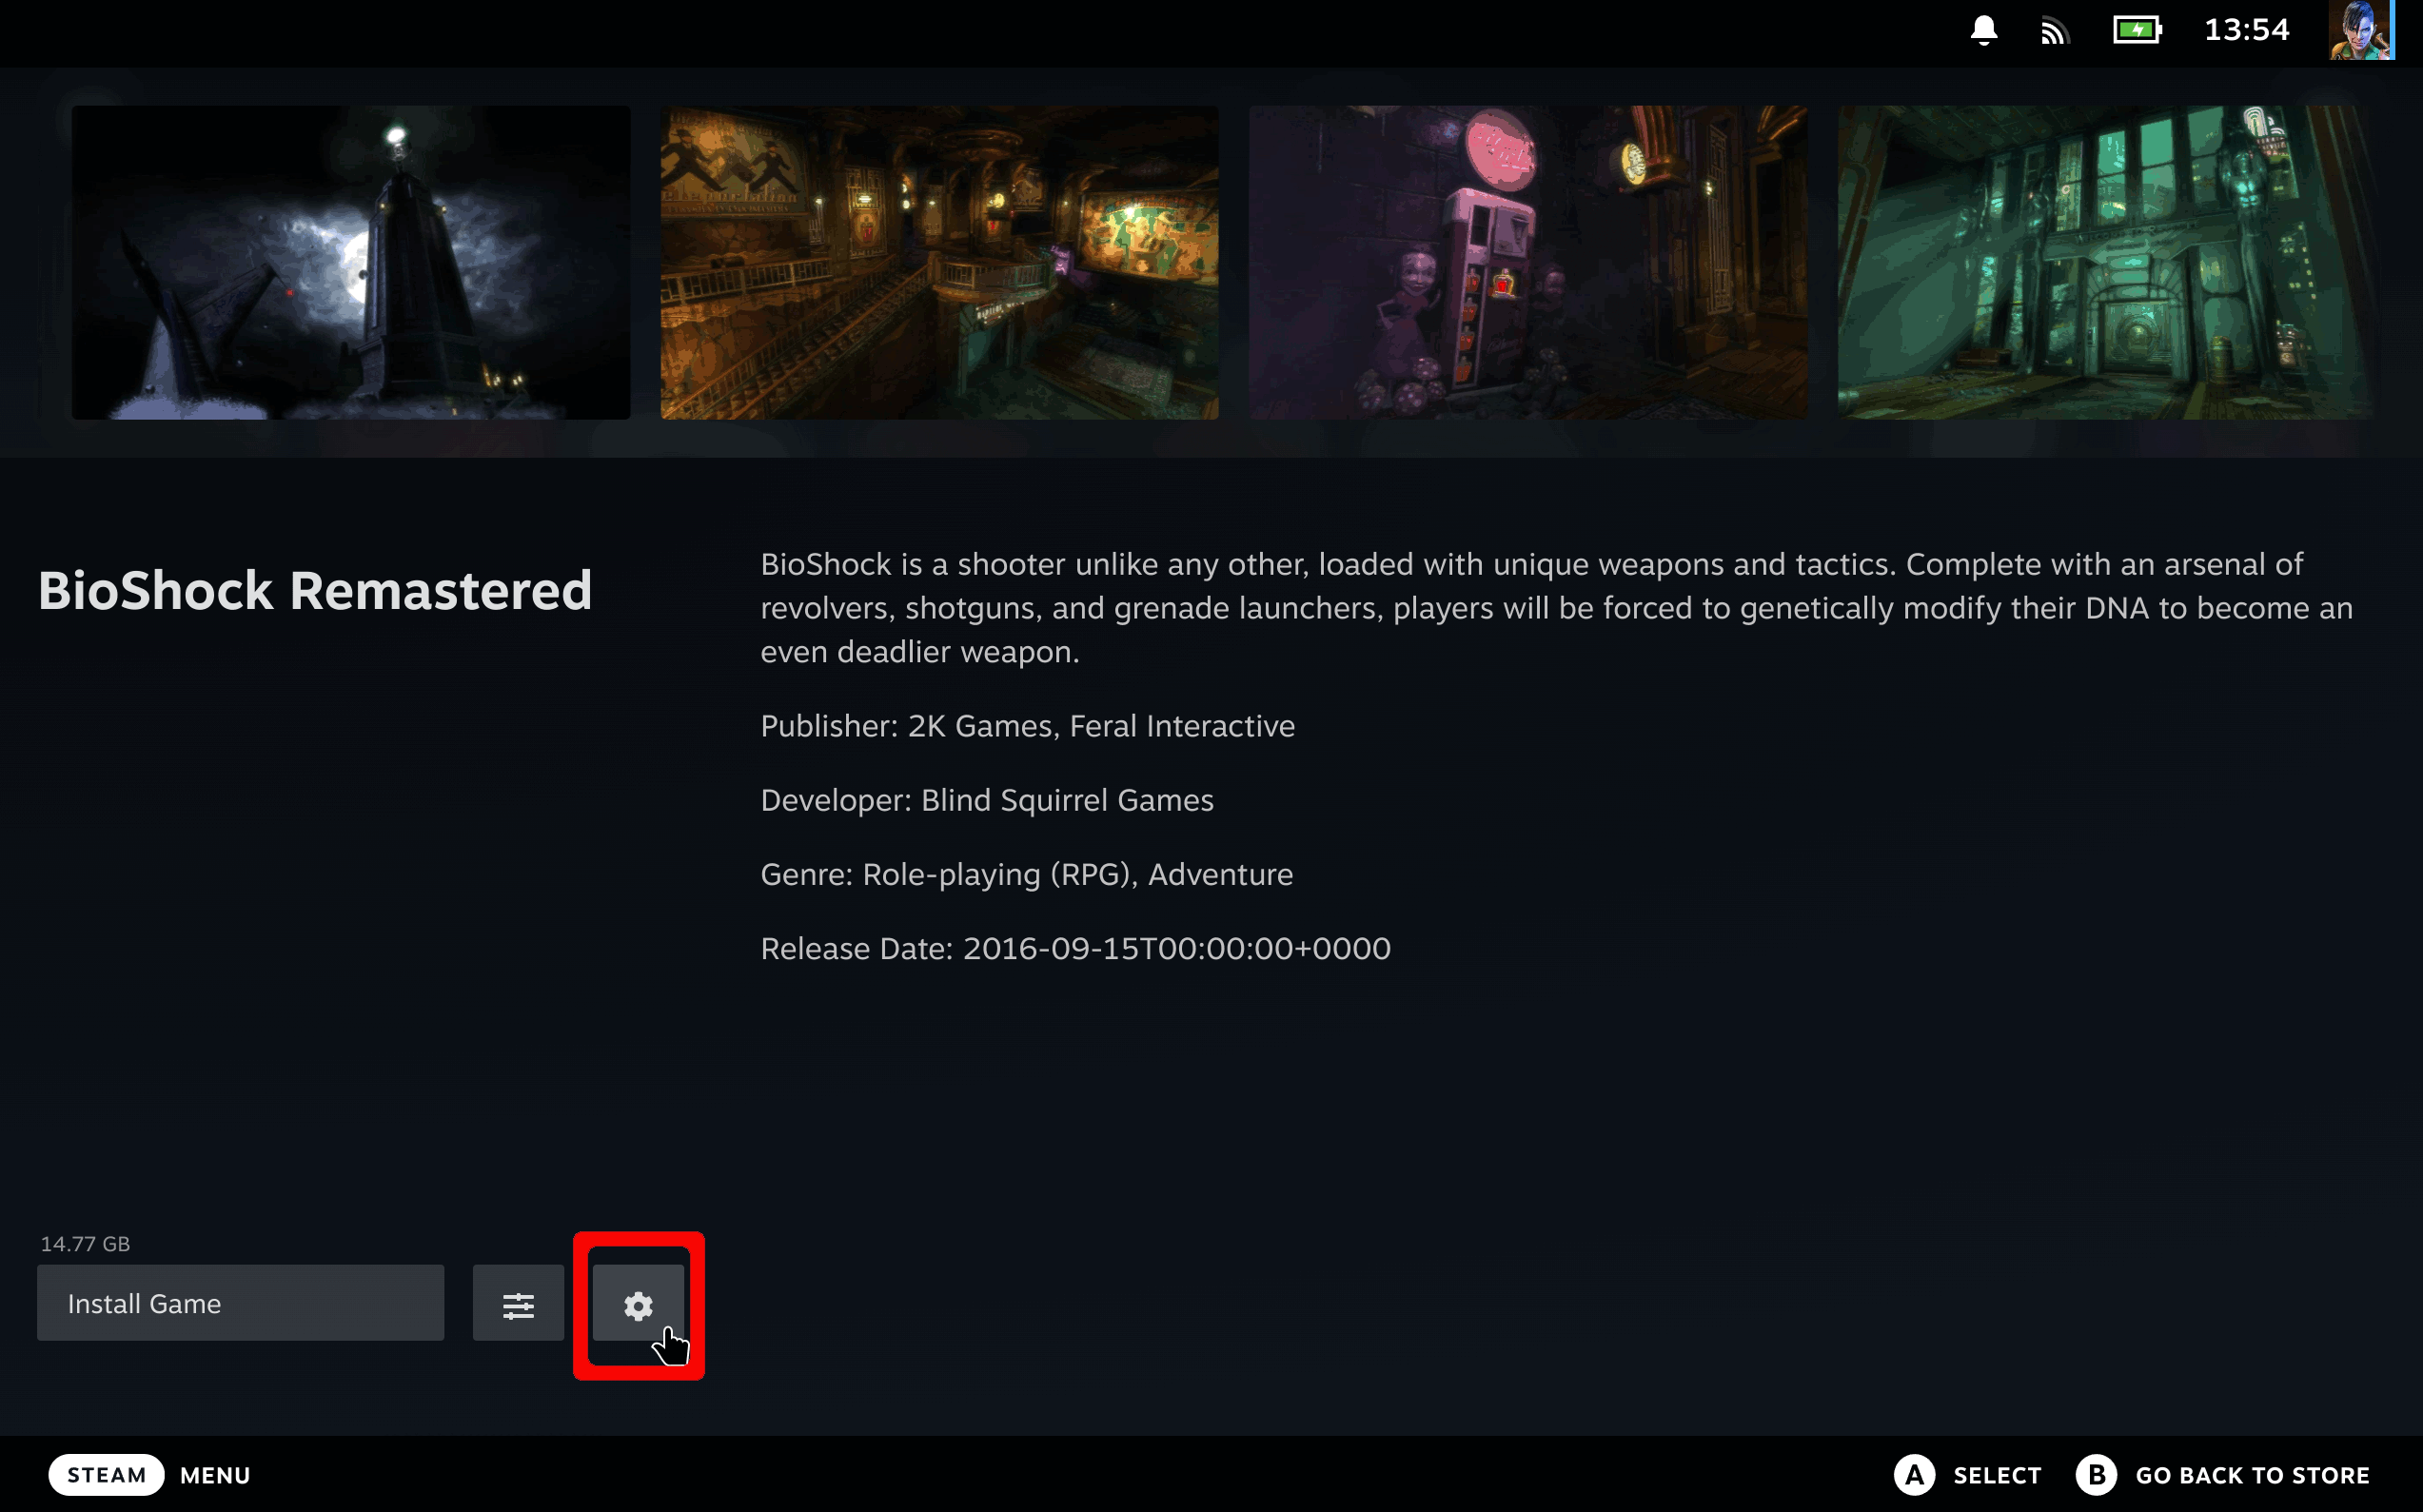 13:54
BioShock Remastered
BioShock is a shooter unlike any other, loaded with unique weapons and tactics. Complete with an arsenal of
revolvers, shotguns, and grenade launchers, players will be forced to genetically modify their DNA to become an
even deadlier weapon.
Publisher: 2K Games, Feral Interactive
Developer: Blind Squirrel Games
Genre: Role-playing (RPG), Adventure
Release Date: 2016-09-15T00:00:00+0000
14.77 GB
Install Game
STEAM MENU
A SELECT B GO BACK TO STORE